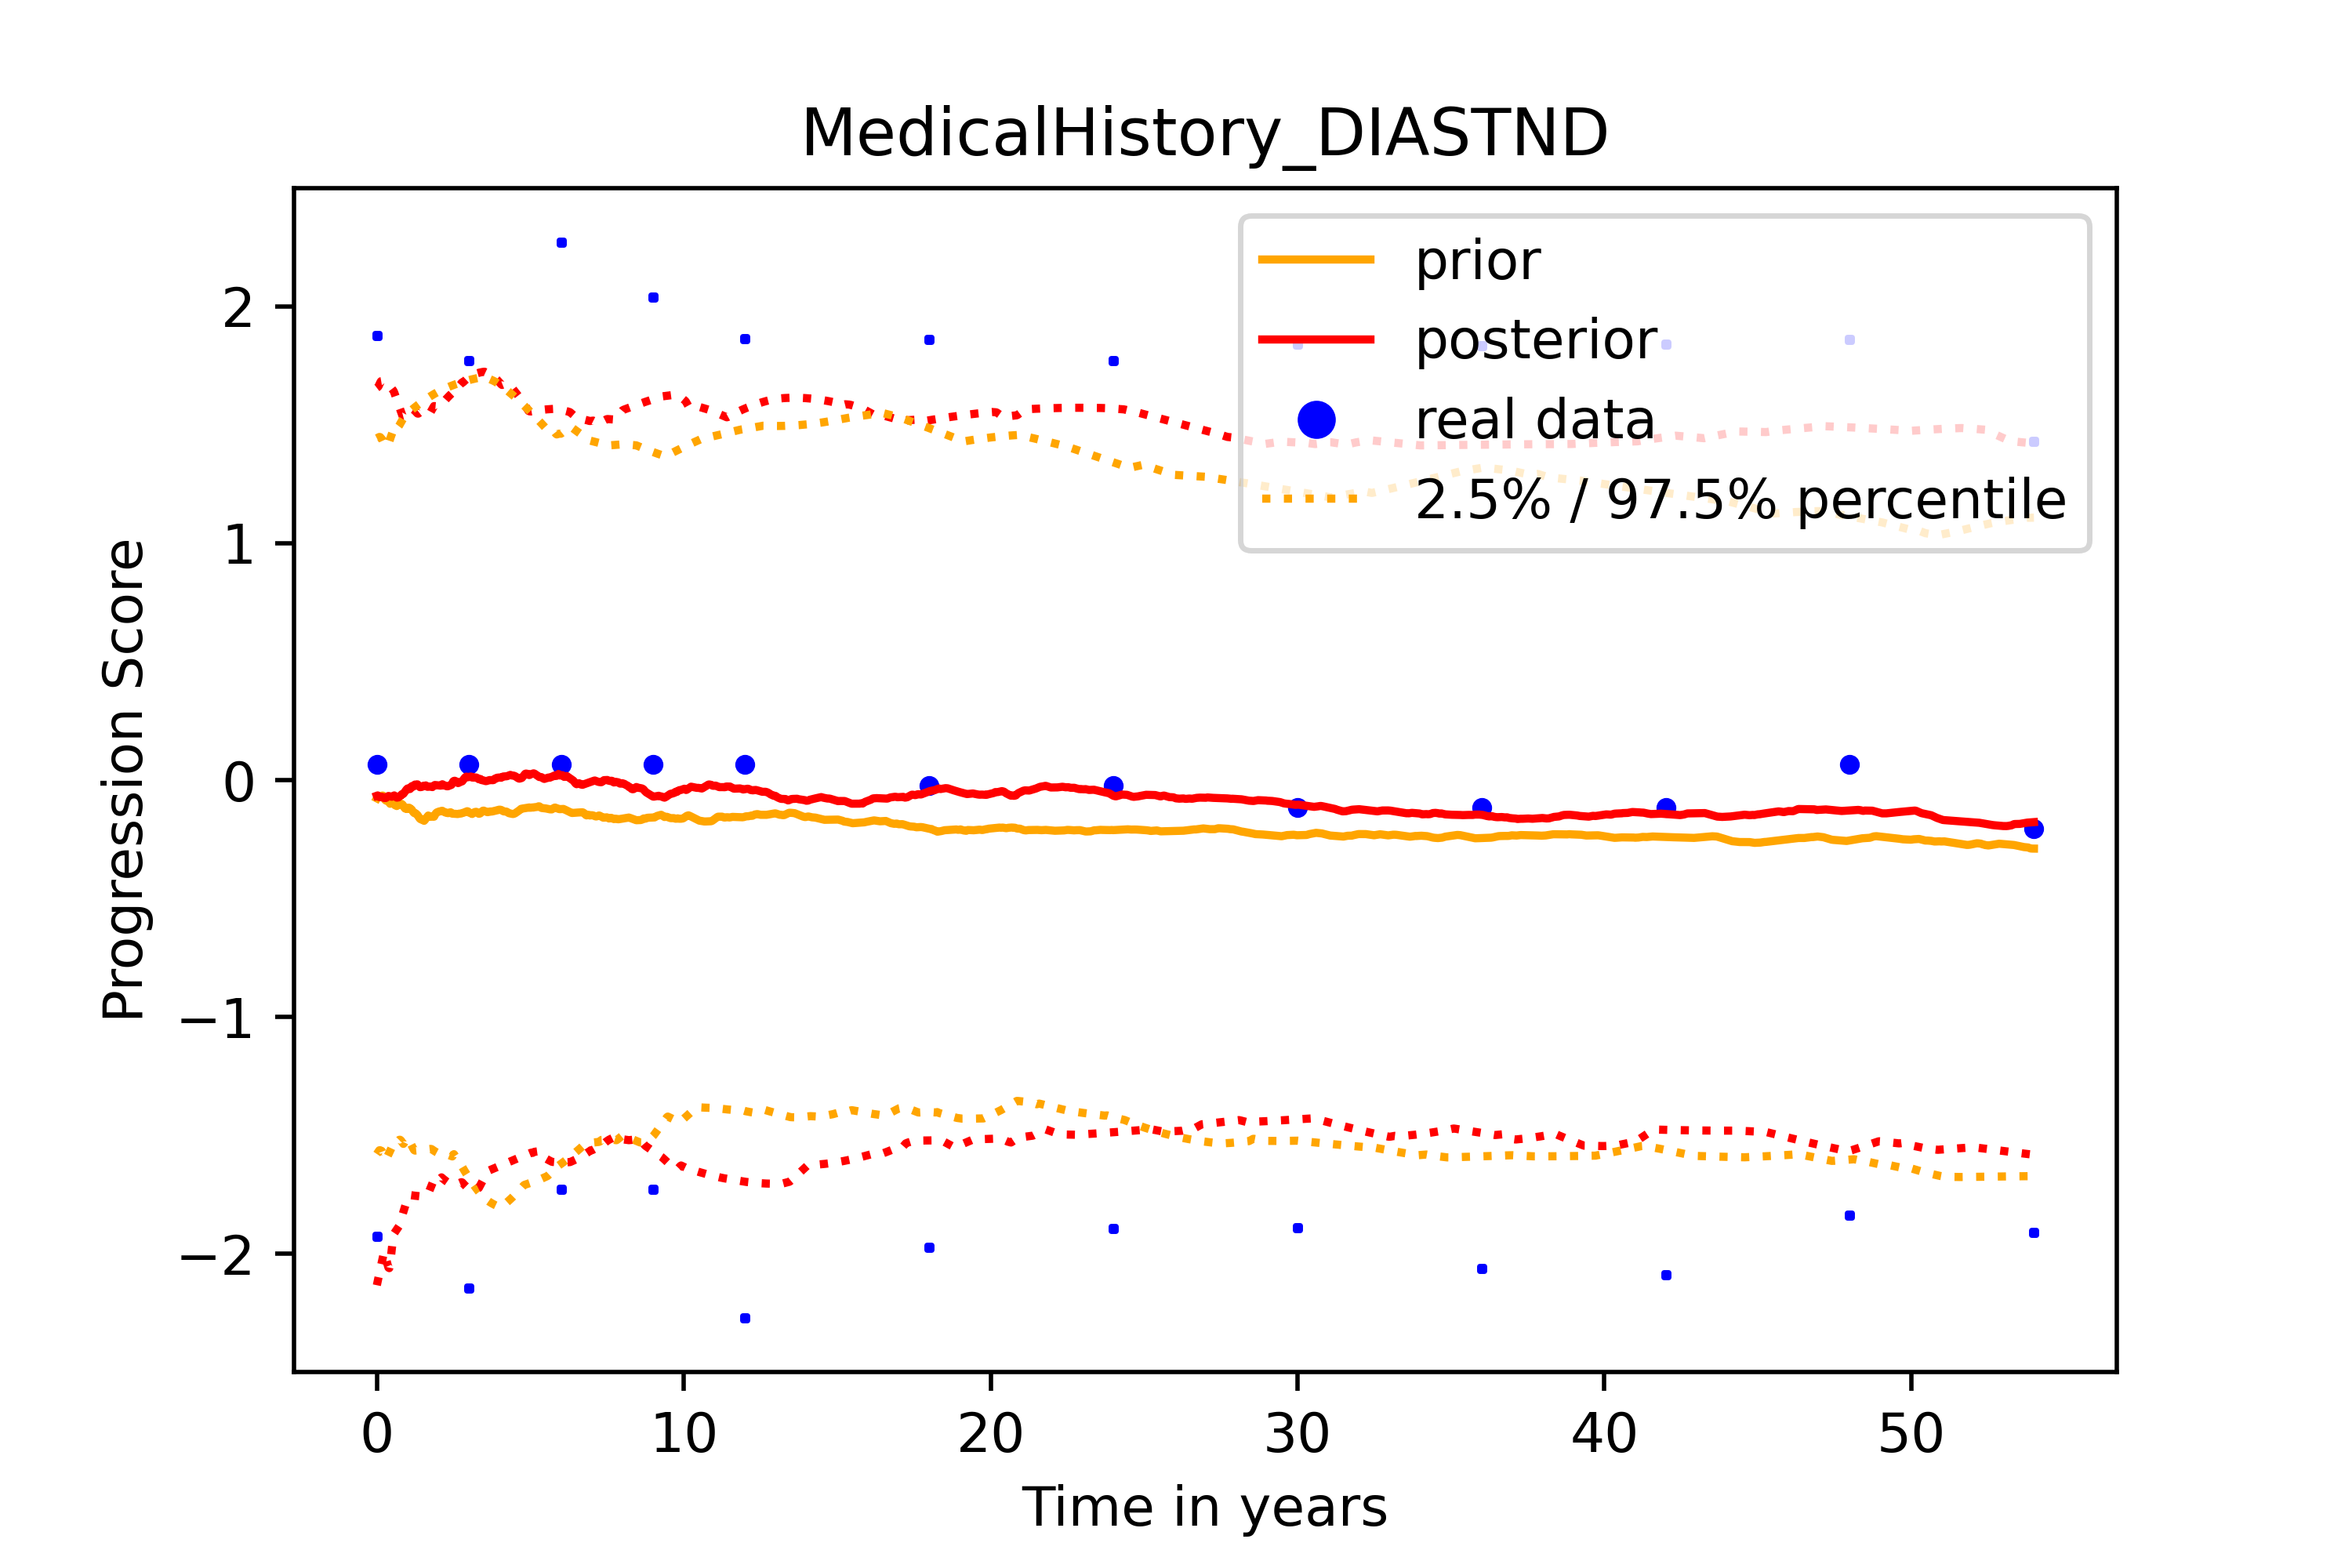 MedicalHistory_DIASTND
prior
posterior
real data
2.5% / 97.5% percentile
Progression Score
2
1
0
−1
−2
0 10 20 30 40 50
Time in years